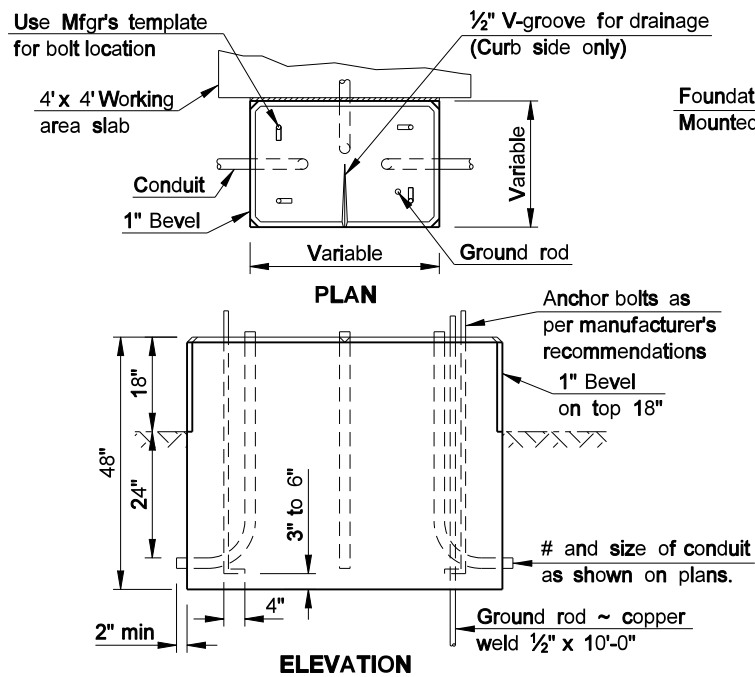 Use Mfgr's template
for bolt location
½" V-groove for drainage
(Curb side only)
4' x 4' Working
area slab
Foundat
Mounted
Variable
Conduit
1" Bevel
Variable
Ground rod
PLAN
Anchor bolts as
per manufacturer's
recommendations
1" Bevel
on top 18"
18"
48"
24"
3" to 6"
# and size of conduit
as shown on plans.
4"
2" min
Ground rod ~ copper
weld ½" x 10'-0"
ELEVATION